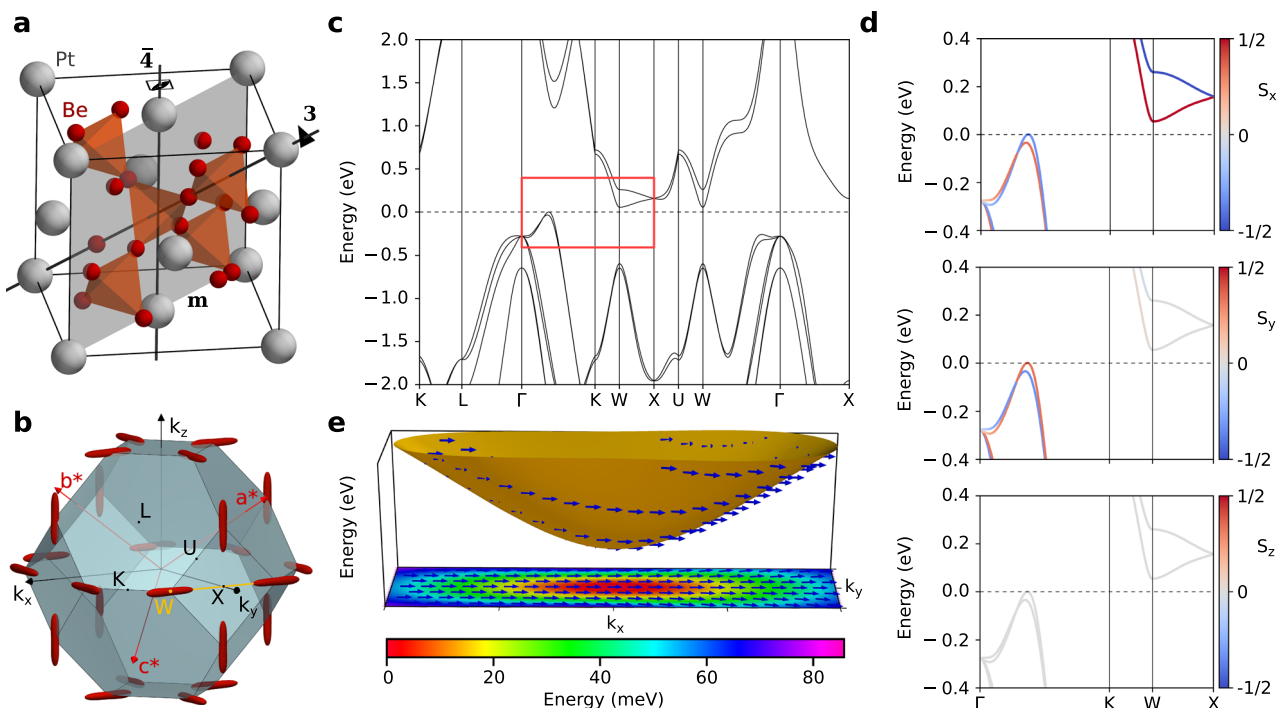 a
Pt
4̅
Be
3
m
b
k_z
b*
a*
L
U
K
X
k_x
W
k_y
c*
c
2.0
1.5
1.0
0.5
0.0
−0.5
−1.0
−1.5
−2.0
Energy (eV)
K L Γ K W X U W Γ X
e
Energy (eV)
k_y
k_x
0 20 40 60 80
Energy (meV)
d
0.4
0.2
0.0
−0.2
−0.4
Energy (eV)
1/2
0
-1/2
S_x
0.4
0.2
0.0
−0.2
−0.4
Energy (eV)
1/2
0
-1/2
S_y
0.4
0.2
0.0
−0.2
−0.4
Energy (eV)
1/2
0
-1/2
S_z
Γ K W X